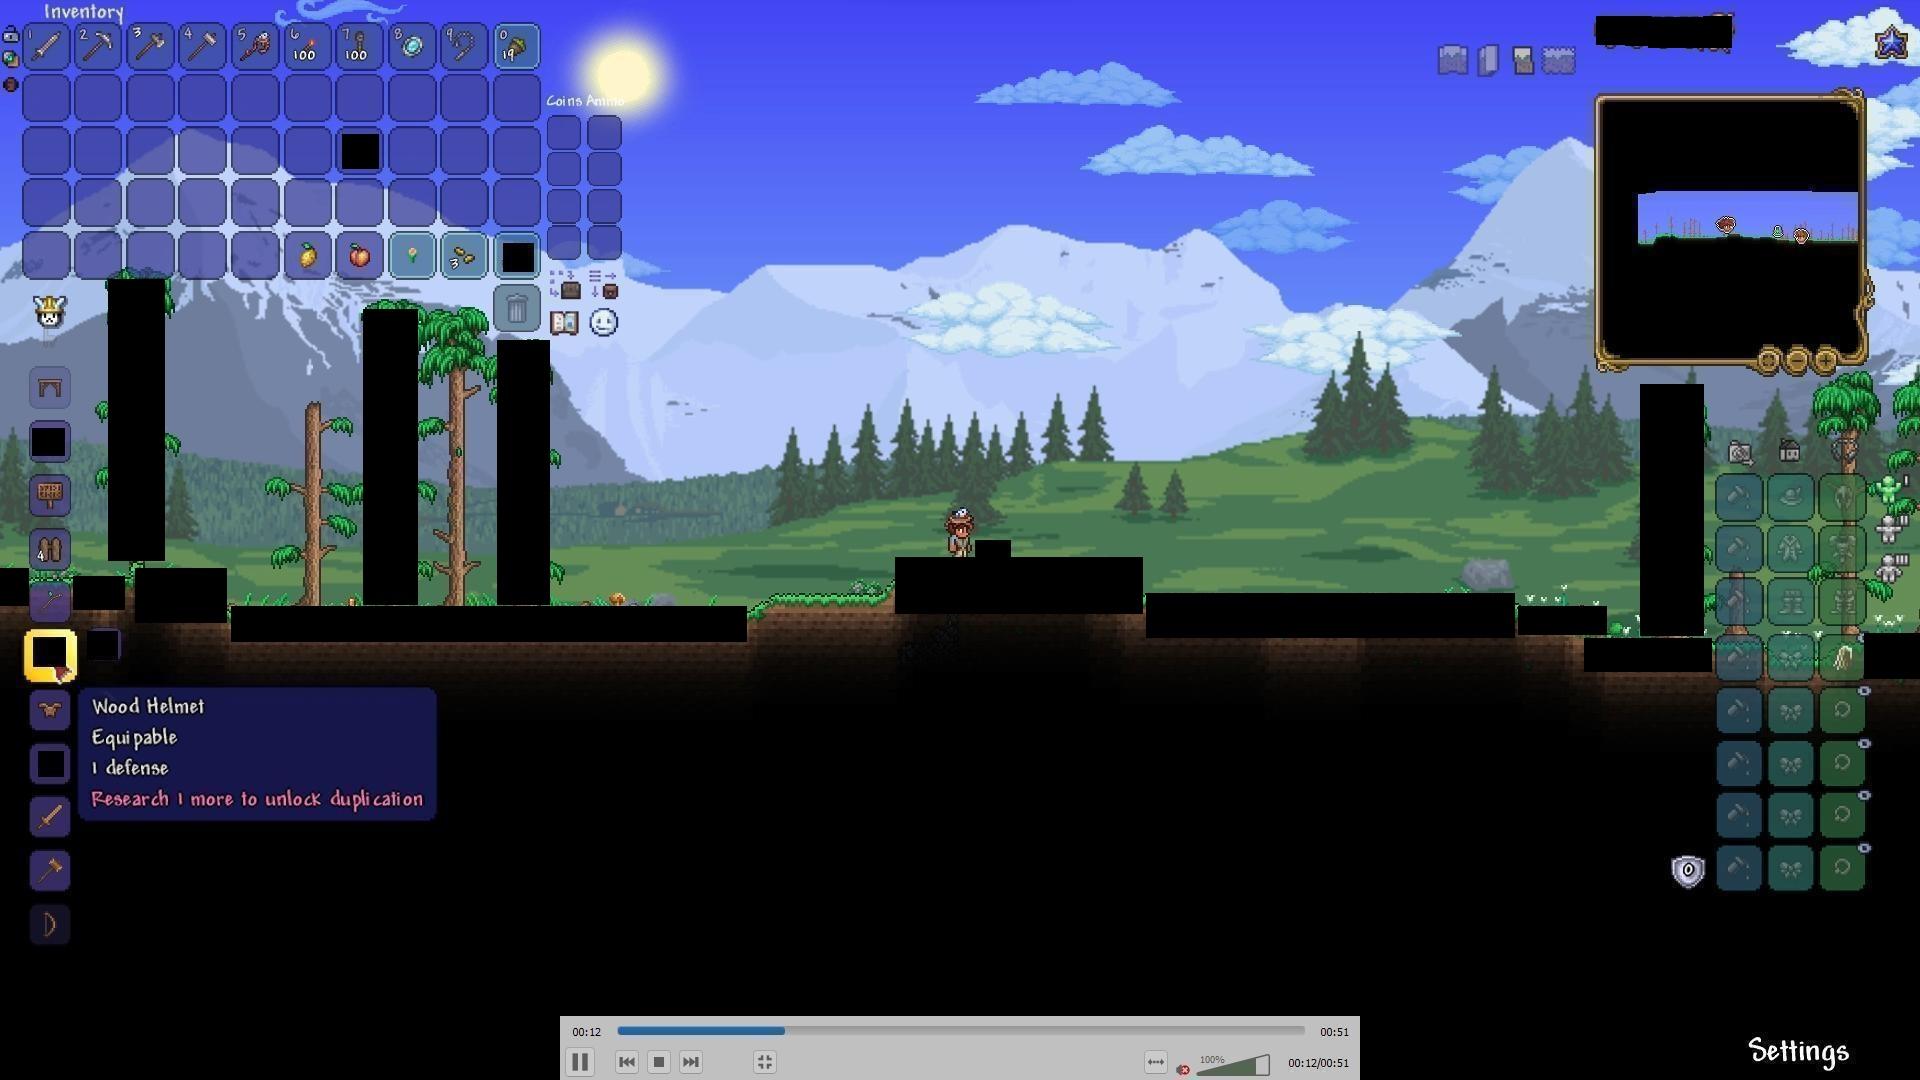 Inventory
1 2 3 4 5 6 7 8 9 0
100 100 19
Coins Ammo
3
4
Wood Helmet
Equipable
1 defense
Research 1 more to unlock duplication
0
Settings
00:12 00:51
100%
00:12/00:51